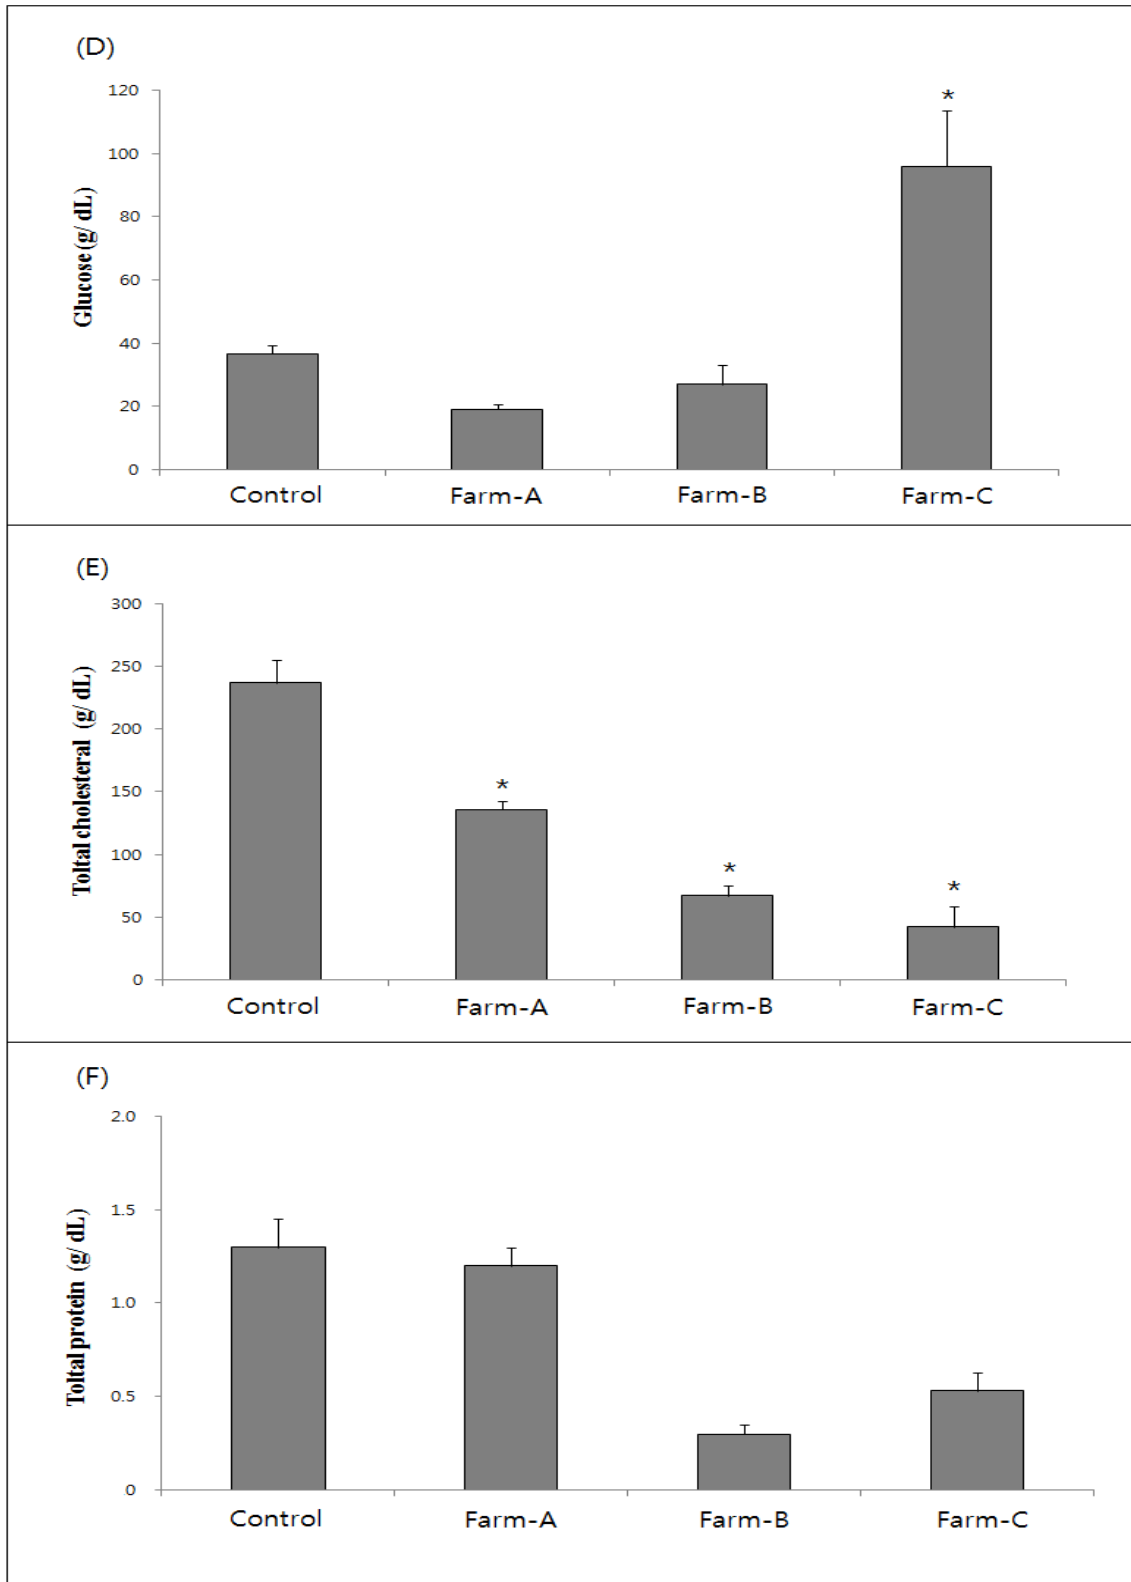 (D)
120
100
80
60
40
20
0
Glucose (g/ dL)
*
Control Farm-A Farm-B Farm-C
(E)
300
250
200
150
100
50
0
Toltal cholesteral (g/ dL)
* * *
Control Farm-A Farm-B Farm-C
(F)
2.0
1.5
1.0
0.5
0
Toltal protein (g/ dL)
Control Farm-A Farm-B Farm-C